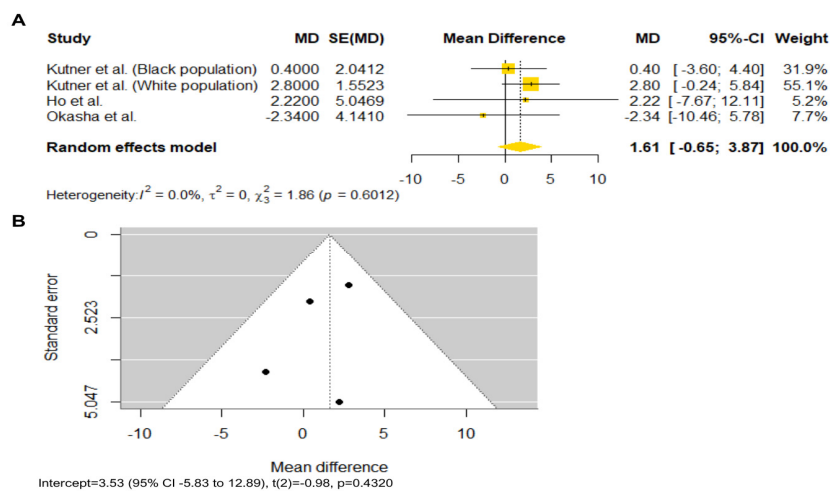 A
Study MD SE(MD) Mean Difference MD 95%-CI Weight
Kutner et al. (Black population) 0.4000 2.0412 0.40 [ -3.60; 4.40] 31.9%
Kutner et al. (White population) 2.8000 1.5523 2.80 [ -0.24; 5.84] 55.1%
Ho et al. 2.2200 5.0469 2.22 [ -7.67; 12.11] 5.2%
Okasha et al. -2.3400 4.1410 -2.34 [-10.46; 5.78] 7.7%
Random effects model 1.61 [ -0.65; 3.87] 100.0%
-10 -5 0 5 10
Heterogeneity: I² = 0.0%, τ² = 0, χ²₃ = 1.86 (p = 0.6012)
B
Standard error
0
2.523
5.047
-10 -5 0 5 10
Mean difference
Intercept=3.53 (95% CI -5.83 to 12.89), t(2)=-0.98, p=0.4320